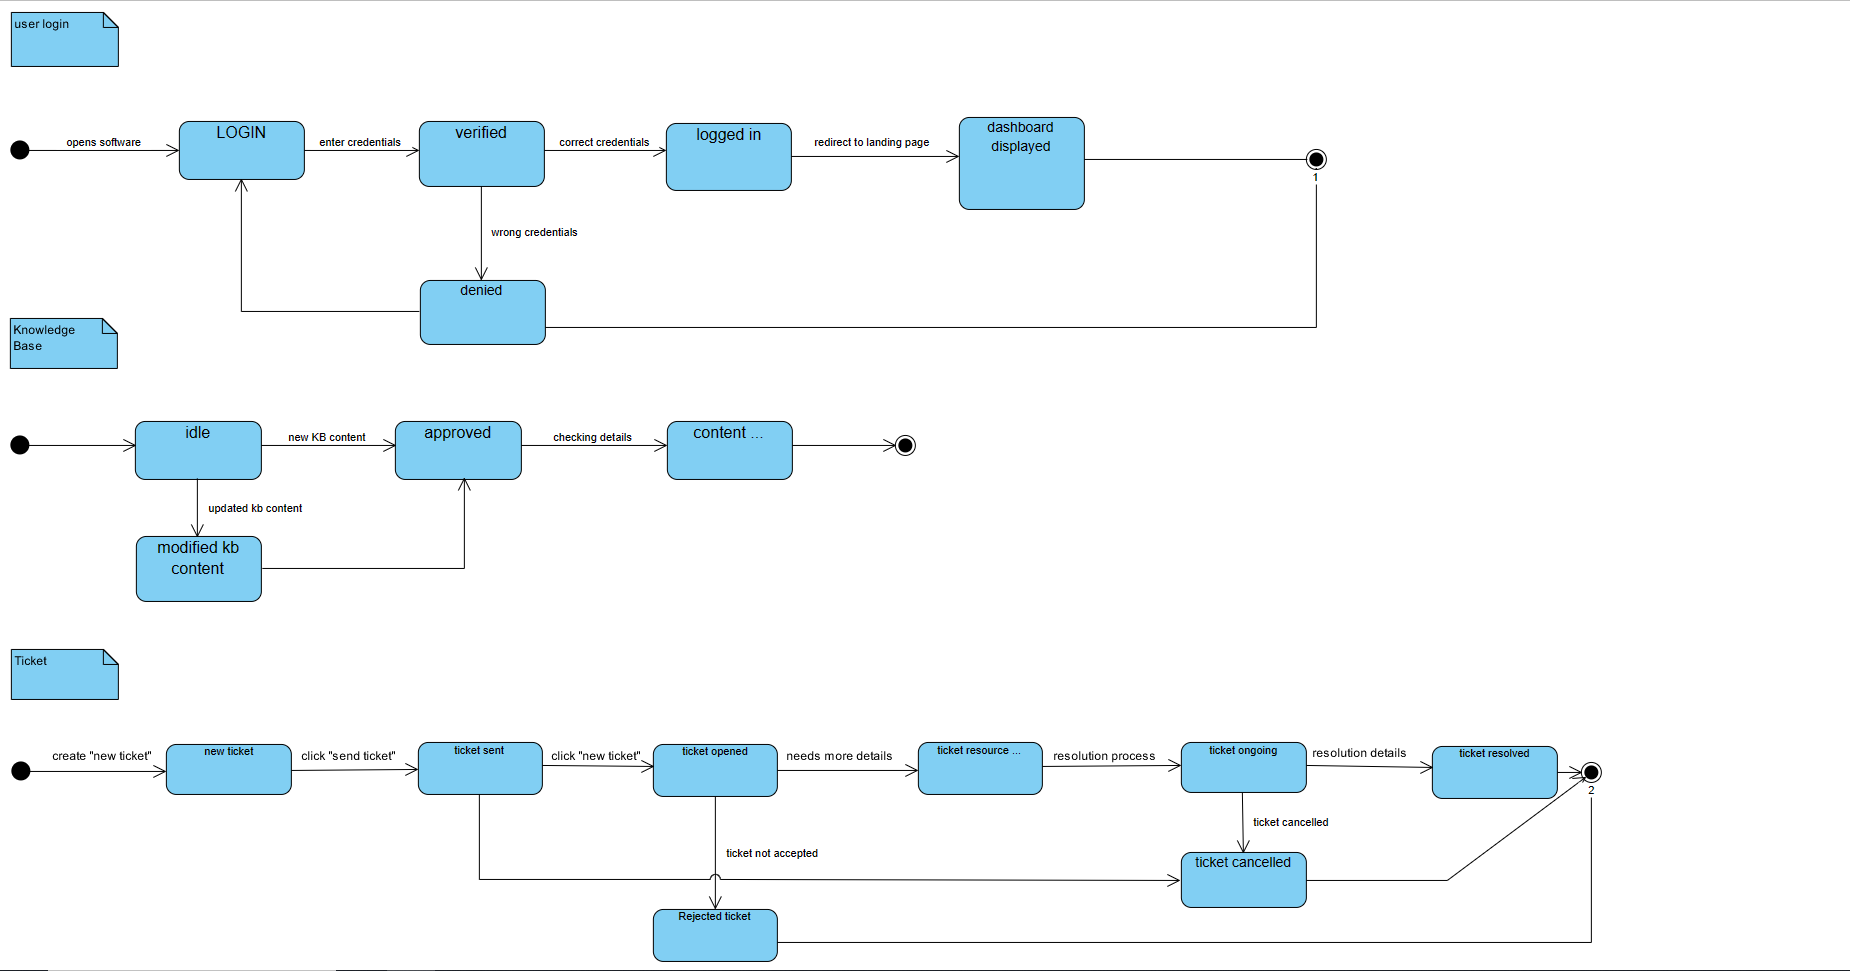 user login
opens software
LOGIN
enter credentials
verified
correct credentials
logged in
redirect to landing page
dashboard
displayed
1
wrong credentials
denied
Knowledge
Base
idle
new KB content
approved
checking details
content ...
updated kb content
modified kb
content
Ticket
create "new ticket"
new ticket
click "send ticket"
ticket sent
click "new ticket"
ticket opened
needs more details
ticket resource ...
resolution process
ticket ongoing
resolution details
ticket resolved
2
ticket cancelled
ticket not accepted
ticket cancelled
Rejected ticket